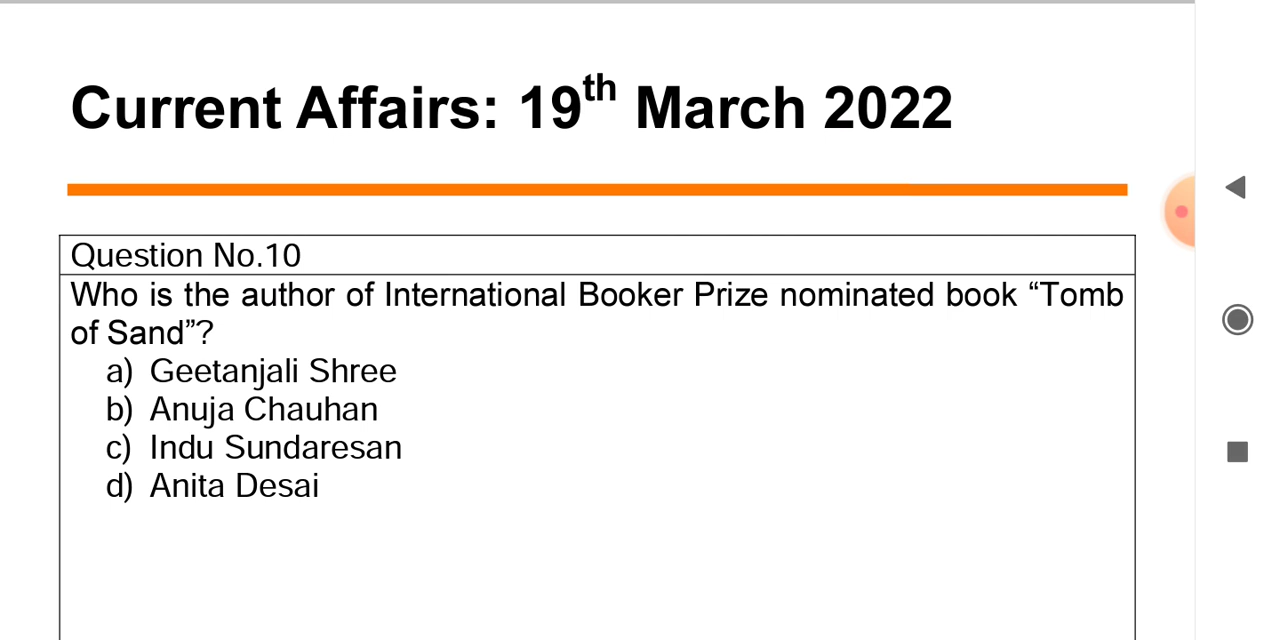 Current Affairs: 19th March 2022
Question No.10
Who is the author of International Booker Prize nominated book “Tomb
of Sand”?
a) Geetanjali Shree
b) Anuja Chauhan
c) Indu Sundaresan
d) Anita Desai